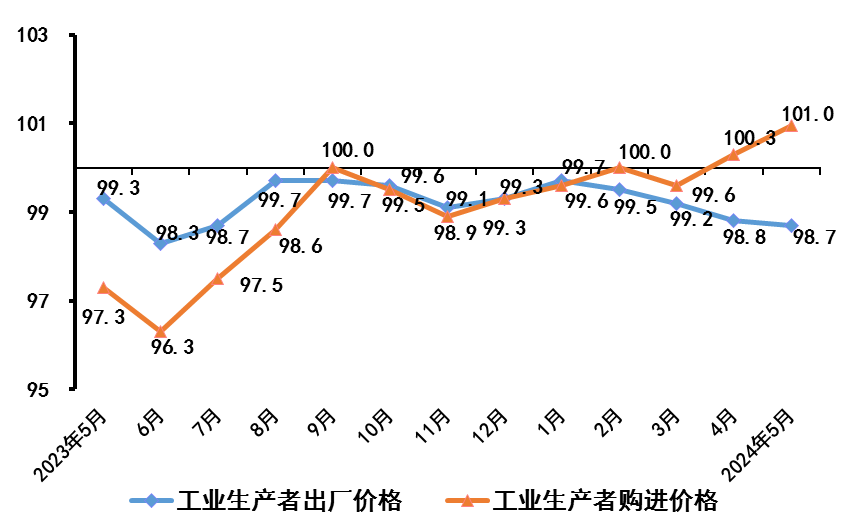 103
101
99
97
95
99.3
98.3
98.7
99.7
99.7
99.6
99.1
99.3
99.7
99.5
99.2
98.8
98.7
97.3
96.3
97.5
98.6
100.0
99.5
98.9
99.3
99.6
100.0
99.6
100.3
101.0
2023年5月
6月
7月
8月
9月
10月
11月
12月
1月
2月
3月
4月
2024年5月
工业生产者出厂价格
工业生产者购进价格